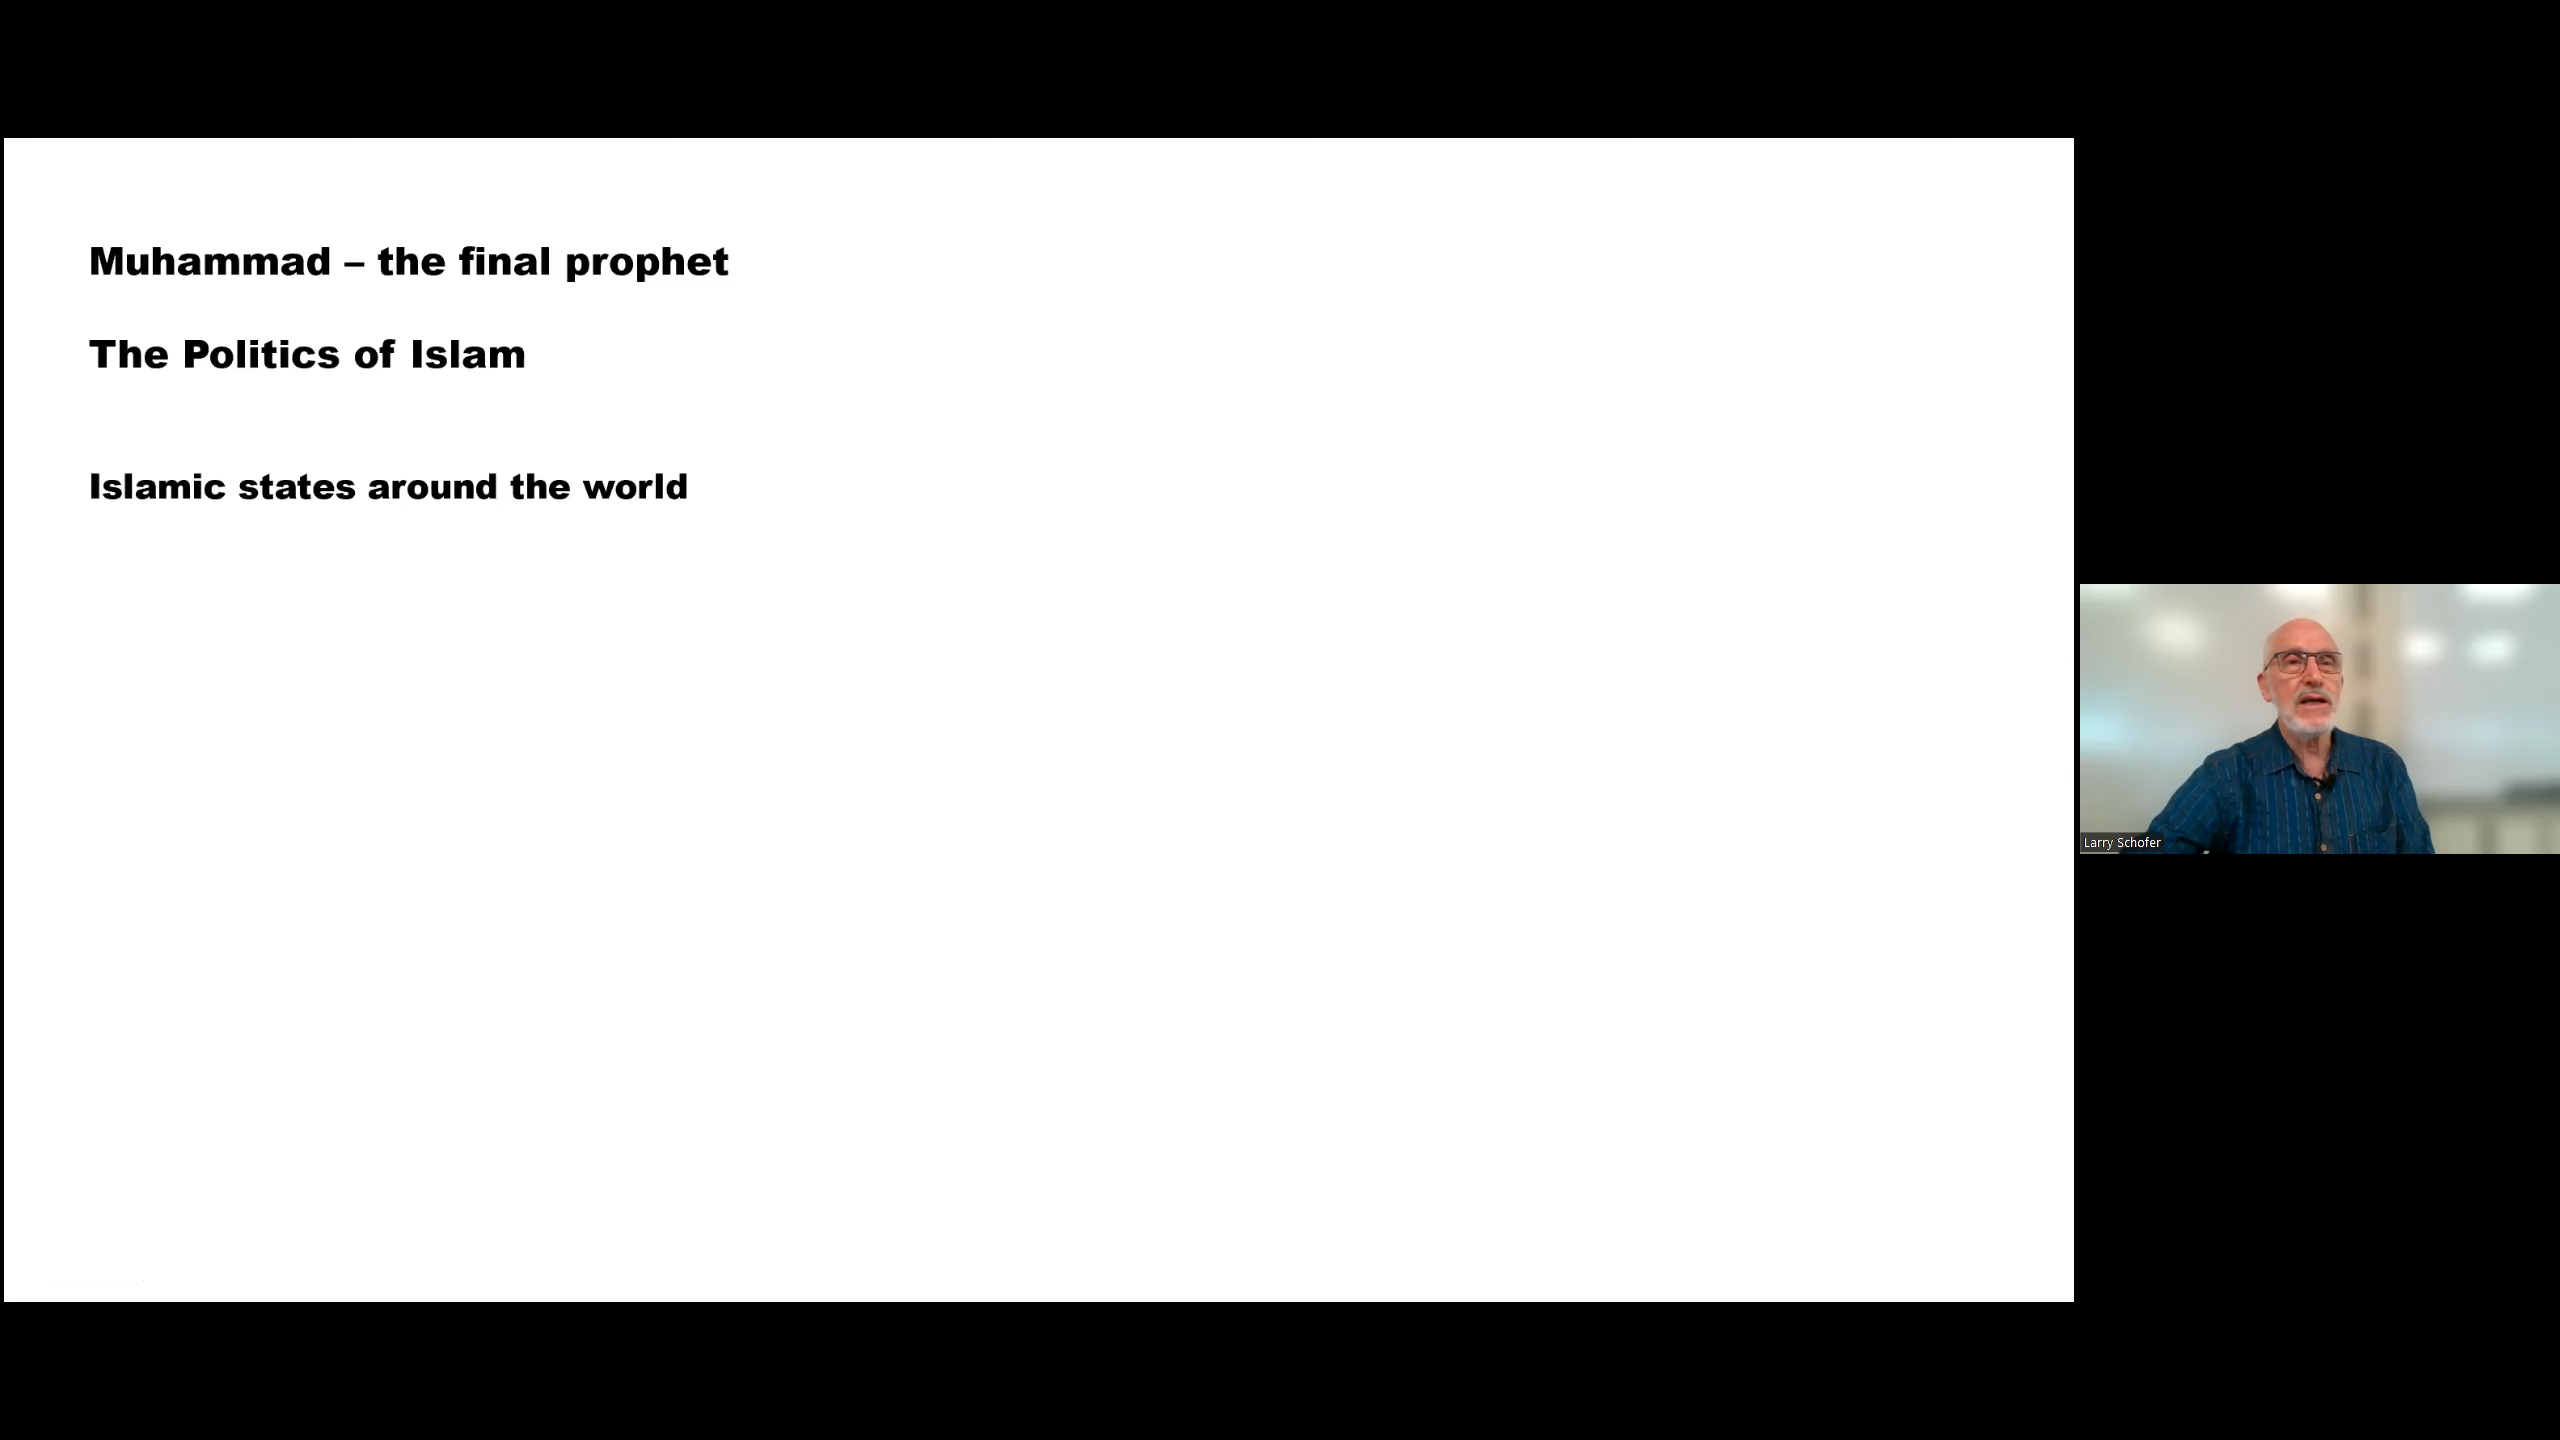 Muhammad – the final prophet
The Politics of Islam
Islamic states around the world
Larry Schofer